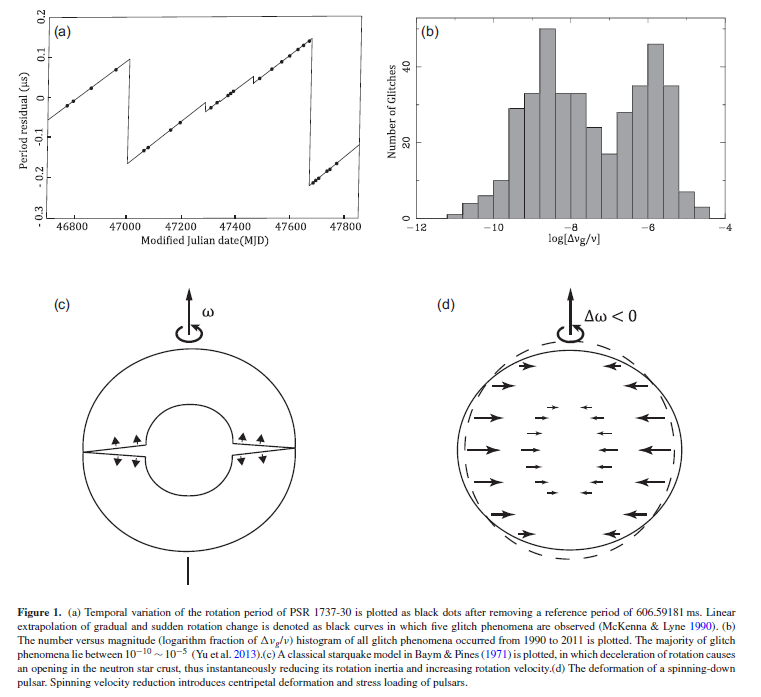 (a)
0.2
0.1
0
- 0.1
- 0.2
- 0.3
Period residual (μs)
46800 47000 47200 47400 47600 47800
Modified Julian date(MJD)
(b)
40
20
0
Number of Glitches
−12 −10 −8 −6 −4
log[Δνg/ν]
(c)
ω
(d)
Δω < 0
Figure 1. (a) Temporal variation of the rotation period of PSR 1737-30 is plotted as black dots after removing a reference period of 606.59181 ms. Linear
extrapolation of gradual and sudden rotation change is denoted as black curves in which five glitch phenomena are observed (McKenna & Lyne 1990). (b)
The number versus magnitude (logarithm fraction of Δνg/ν) histogram of all glitch phenomena occurred from 1990 to 2011 is plotted. The majority of glitch
phenomena lie between 10⁻¹⁰ ∼ 10⁻⁵ (Yu et al. 2013).(c) A classical starquake model in Baym & Pines (1971) is plotted, in which deceleration of rotation causes
an opening in the neutron star crust, thus instantaneously reducing its rotation inertia and increasing rotation velocity.(d) The deformation of a spinning-down
pulsar. Spinning velocity reduction introduces centripetal deformation and stress loading of pulsars.